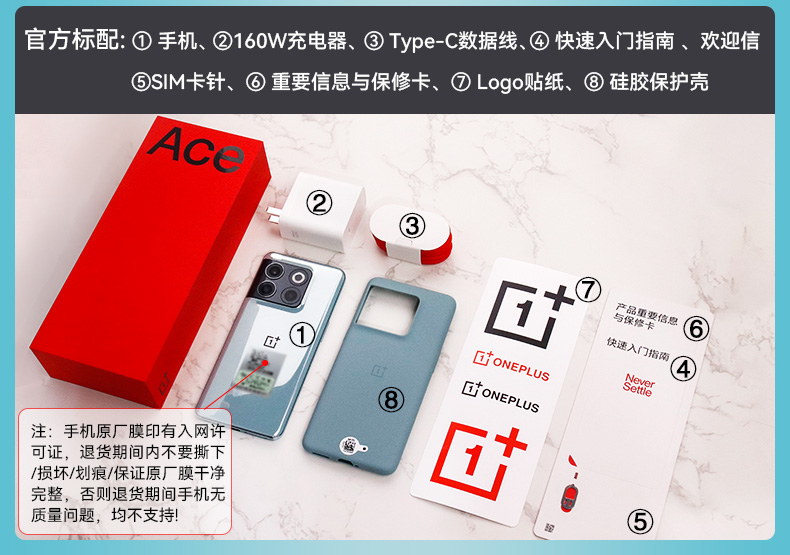 官方标配: ① 手机、②160W充电器、③ Type-C数据线、④ 快速入门指南 、欢迎信
⑤SIM卡针、⑥ 重要信息与保修卡、⑦ Logo贴纸、⑧ 硅胶保护壳
Ace
②
③
①
⑧
⑦
1+
ONEPLUS
ONEPLUS
1+
产品重要信息
与保修卡
⑥
快速入门指南
④
Never
Settle
⑤
注：手机原厂膜印有入网许
可证，退货期间内不要撕下
/损坏/划痕/保证原厂膜干净
完整，否则退货期间手机无
质量问题，均不支持!